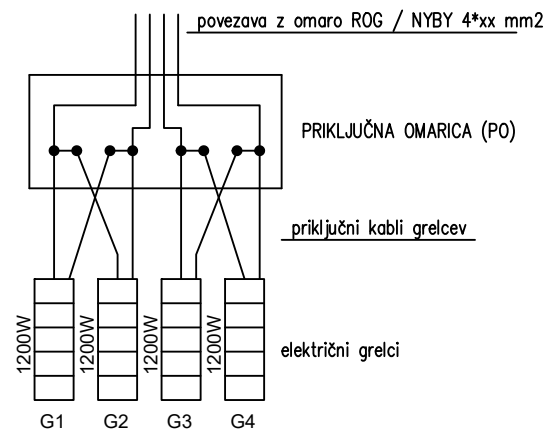 povezava z omaro ROG / NYBY 4*xx mm2
PRIKLJUČNA OMARICA (PO)
priključni kabli grelcev
1200W 1200W 1200W 1200W
električni grelci
G1 G2 G3 G4